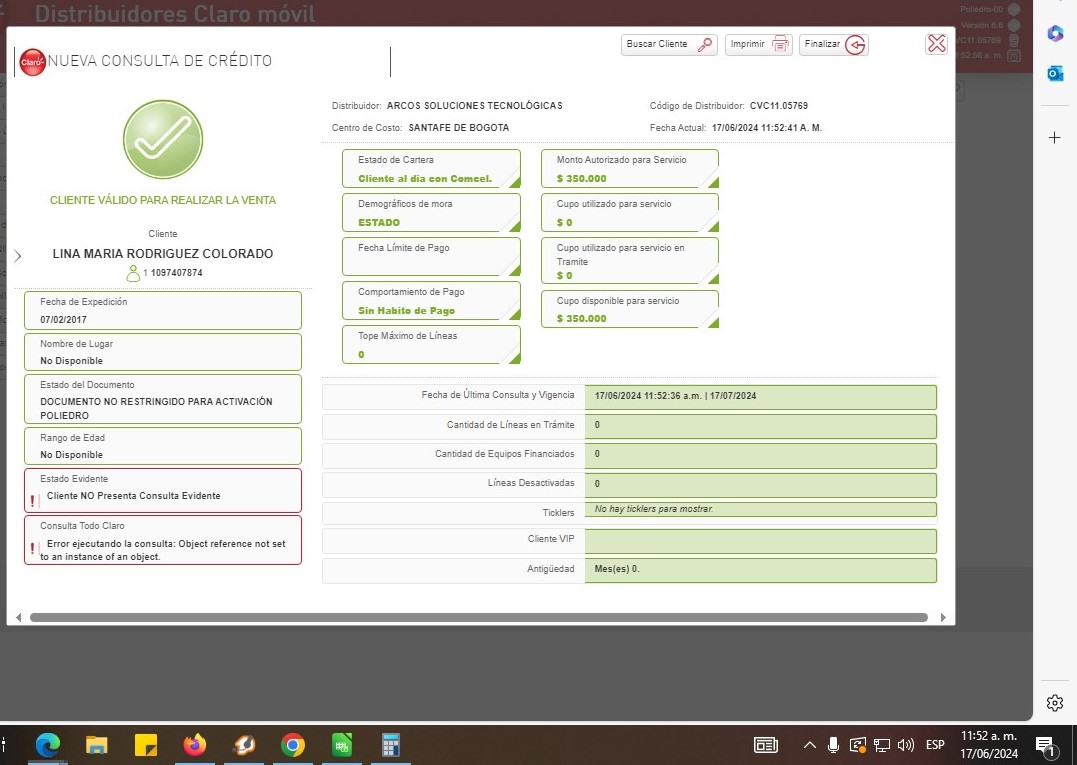 Distribuidores Claro móvil
Poliedro-00
Versión 6.6
Claro
NUEVA CONSULTA DE CRÉDITO
Buscar Cliente
Imprimir
Finalizar
CLIENTE VÁLIDO PARA REALIZAR LA VENTA
Cliente
LINA MARIA RODRIGUEZ COLORADO
1 1097407874
Fecha de Expedición
07/02/2017
Nombre de Lugar
No Disponible
Estado del Documento
DOCUMENTO NO RESTRINGIDO PARA ACTIVACIÓN
POLIEDRO
Rango de Edad
No Disponible
Estado Evidente
! Cliente NO Presenta Consulta Evidente
Consulta Todo Claro
! Error ejecutando la consulta: Object reference not set
to an instance of an object.
Distribuidor: ARCOS SOLUCIONES TECNOLÓGICAS
Código de Distribuidor: CVC11.05769
Centro de Costo: SANTAFE DE BOGOTA
Fecha Actual: 17/06/2024 11:52:41 A. M.
Estado de Cartera
Cliente al día con Comcel.
Demográficos de mora
ESTADO
Fecha Límite de Pago
Comportamiento de Pago
Sin Habito de Pago
Tope Máximo de Líneas
0
Monto Autorizado para Servicio
$ 350.000
Cupo utilizado para servicio
$ 0
Cupo utilizado para servicio en
Tramite
$ 0
Cupo disponible para servicio
$ 350.000
Fecha de Última Consulta y Vigencia 17/06/2024 11:52:36 a.m. | 17/07/2024
Cantidad de Líneas en Trámite 0
Cantidad de Equipos Financiados 0
Líneas Desactivadas 0
Ticklers No hay ticklers para mostrar.
Cliente VIP
Antigüedad Mes(es) 0.
ESP
11:52 a. m.
17/06/2024
1